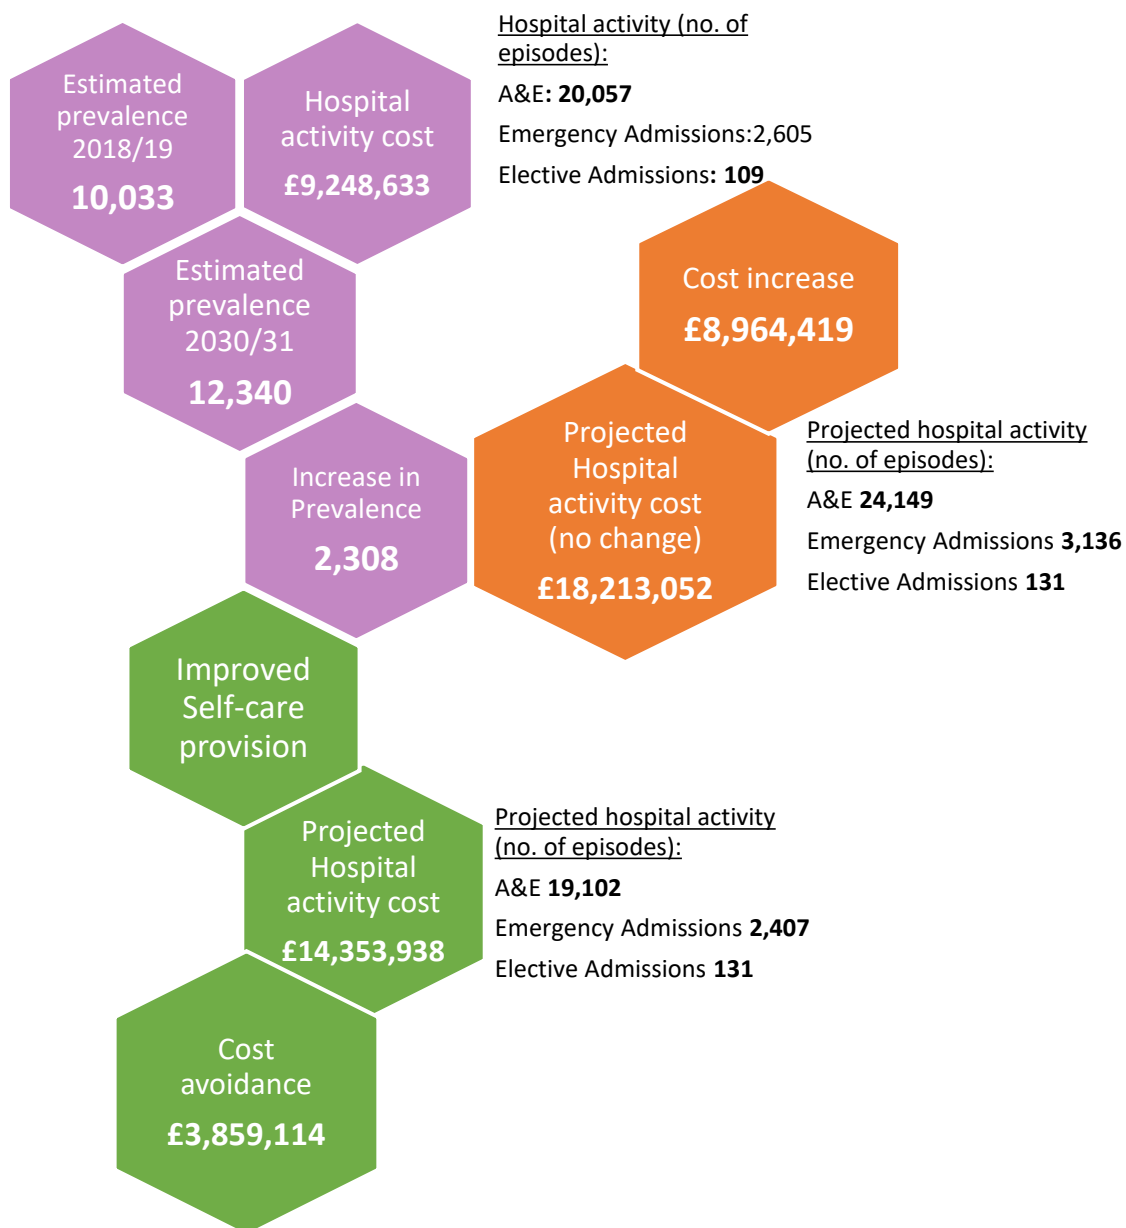 Estimated
prevalence
2018/19
10,033
Hospital
activity cost
£9,248,633
Hospital activity (no. of
episodes):
A&E: 20,057
Emergency Admissions:2,605
Elective Admissions: 109
Estimated
prevalence
2030/31
12,340
Cost increase
£8,964,419
Increase in
Prevalence
2,308
Projected
Hospital
activity cost
(no change)
£18,213,052
Projected hospital activity
(no. of episodes):
A&E 24,149
Emergency Admissions 3,136
Elective Admissions 131
Improved
Self-care
provision
Projected
Hospital
activity cost
£14,353,938
Projected hospital activity
(no. of episodes):
A&E 19,102
Emergency Admissions 2,407
Elective Admissions 131
Cost
avoidance
£3,859,114